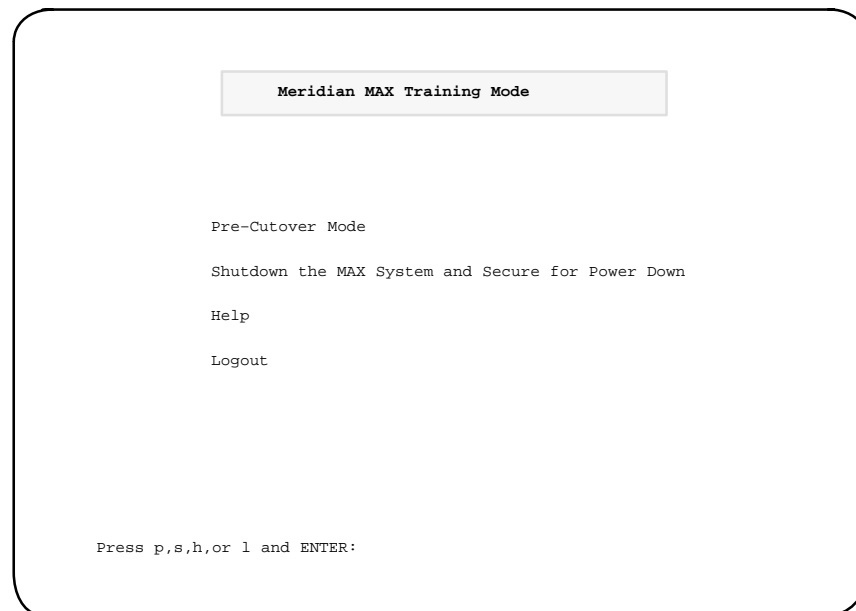 Meridian MAX Training Mode
Pre-Cutover Mode
Shutdown the MAX System and Secure for Power Down
Help
Logout
Press p,s,h,or l and ENTER: